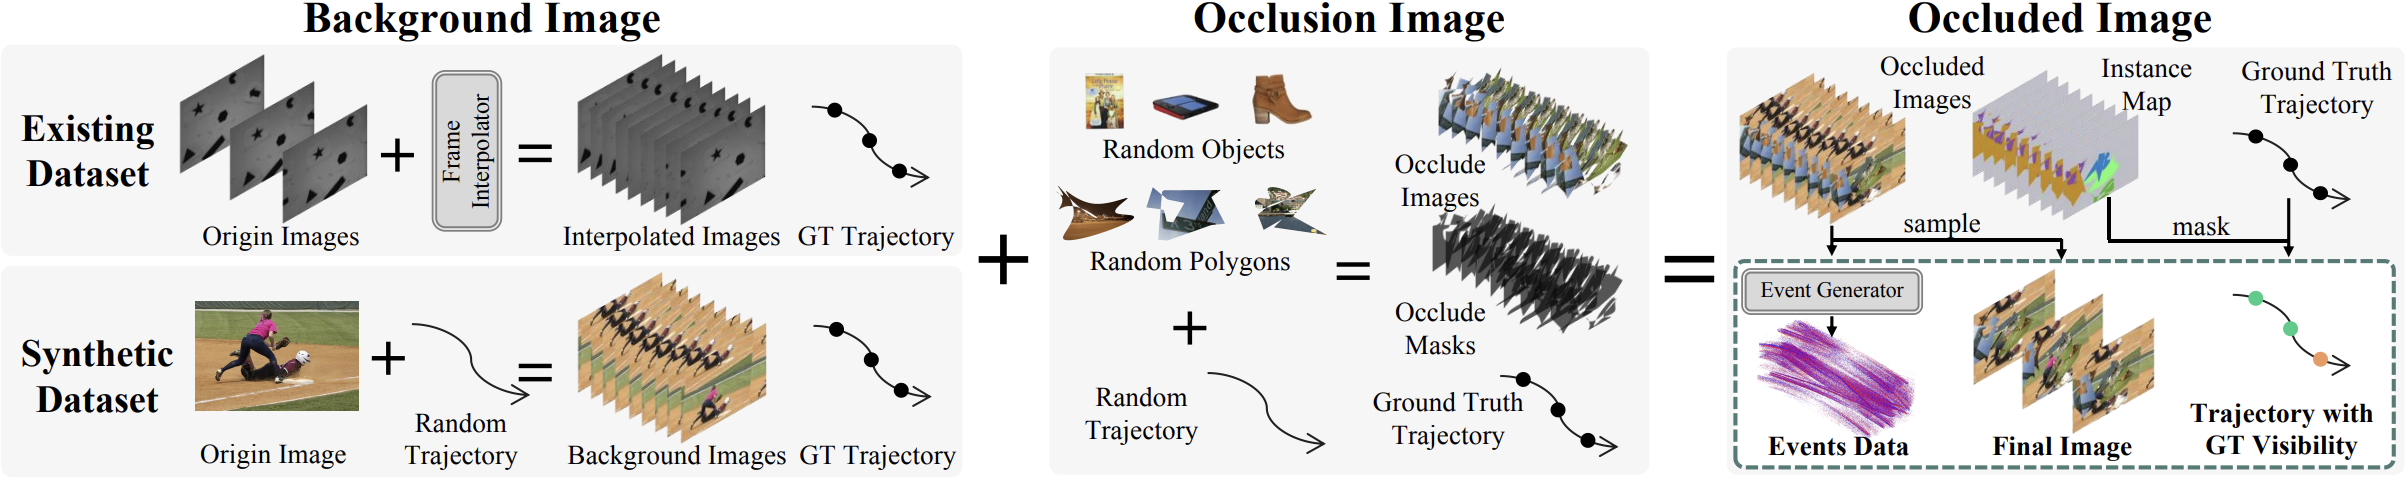 Background Image
Occlusion Image
Occluded Image
Existing
Dataset
Frame
Interpolator
Origin Images
Interpolated Images
GT Trajectory
Synthetic
Dataset
Origin Image
Random
Trajectory
Background Images
GT Trajectory
Random Objects
Random Polygons
Random
Trajectory
Occlude
Images
Occlude
Masks
Ground Truth
Trajectory
Occluded
Images
Instance
Map
Ground Truth
Trajectory
sample
mask
Event Generator
Events Data
Final Image
Trajectory with
GT Visibility